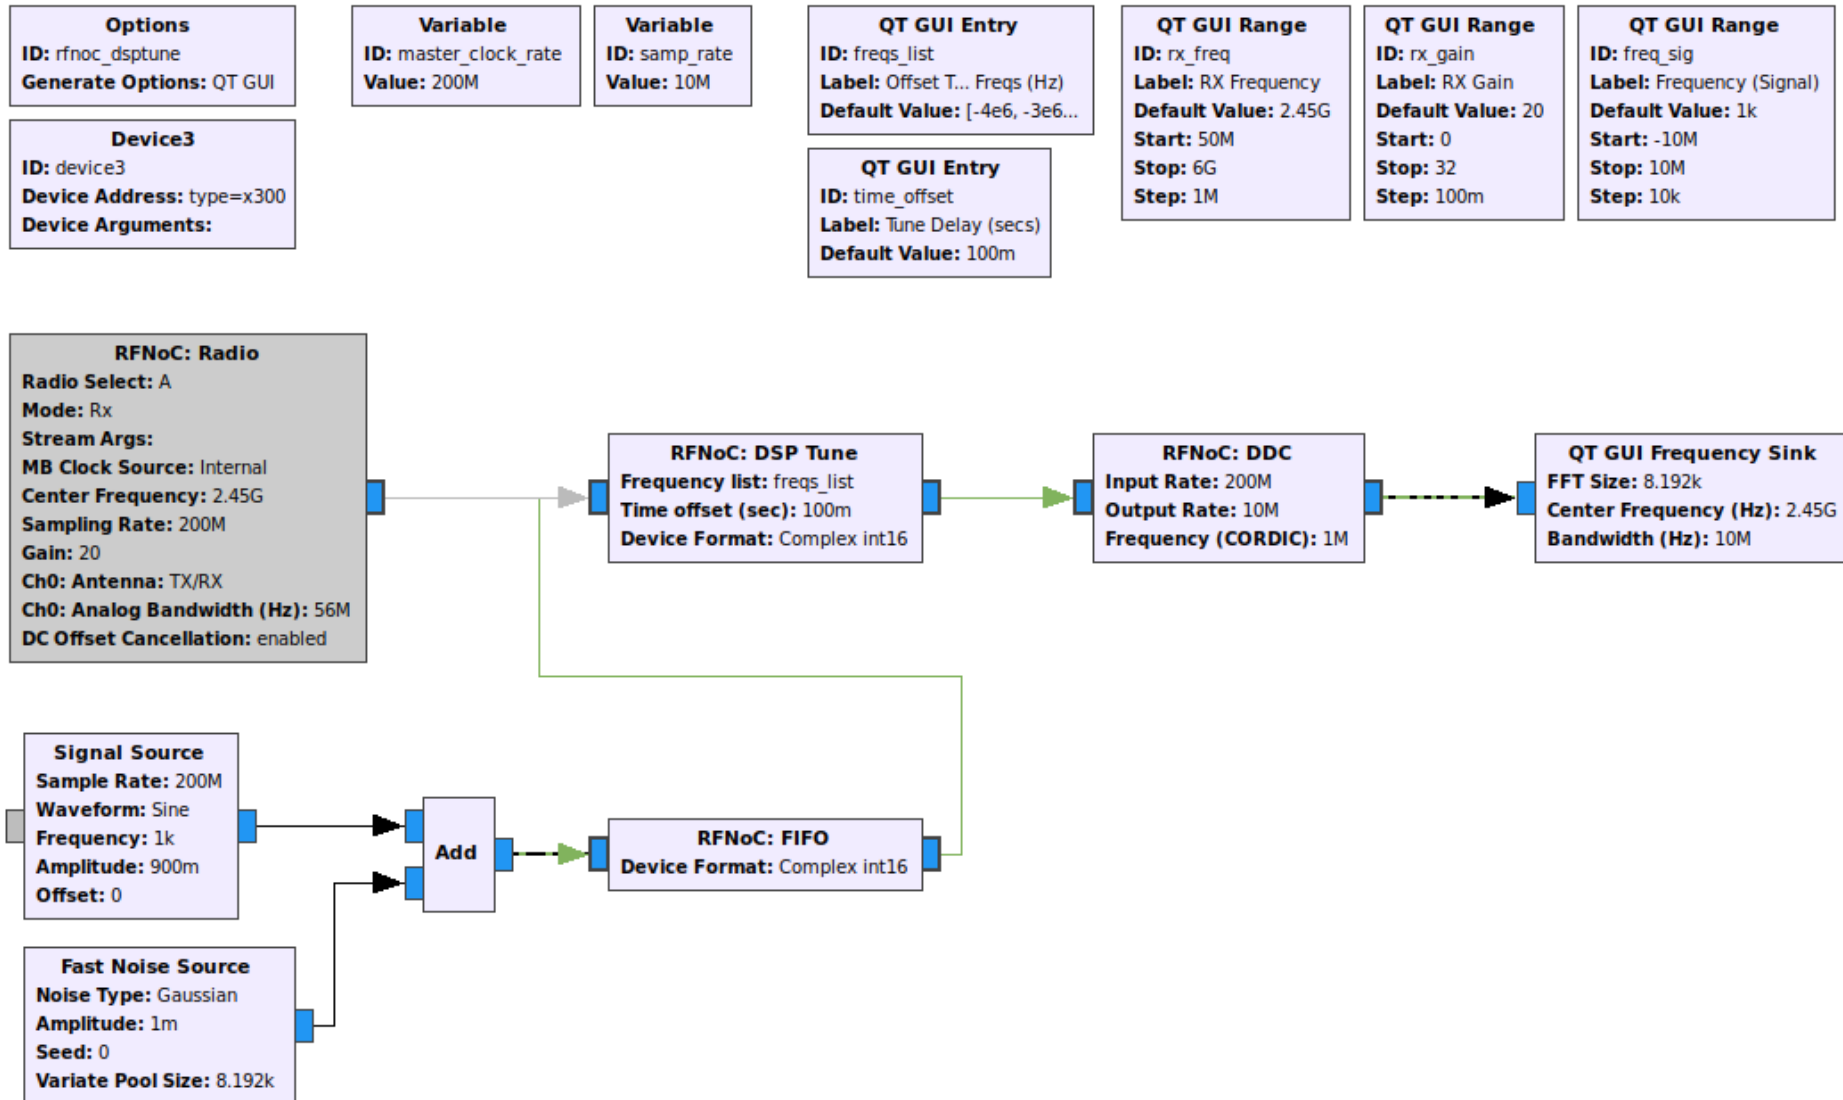 Options
ID: rfnoc_dsptune
Generate Options: QT GUI
Variable
ID: master_clock_rate
Value: 200M
Variable
ID: samp_rate
Value: 10M
QT GUI Entry
ID: freqs_list
Label: Offset T... Freqs (Hz)
Default Value: [-4e6, -3e6...
QT GUI Range
ID: rx_freq
Label: RX Frequency
Default Value: 2.45G
Start: 50M
Stop: 6G
Step: 1M
QT GUI Range
ID: rx_gain
Label: RX Gain
Default Value: 20
Start: 0
Stop: 32
Step: 100m
QT GUI Range
ID: freq_sig
Label: Frequency (Signal)
Default Value: 1k
Start: -10M
Stop: 10M
Step: 10k
Device3
ID: device3
Device Address: type=x300
Device Arguments:
QT GUI Entry
ID: time_offset
Label: Tune Delay (secs)
Default Value: 100m
RFNoC: Radio
Radio Select: A
Mode: Rx
Stream Args:
MB Clock Source: Internal
Center Frequency: 2.45G
Sampling Rate: 200M
Gain: 20
Ch0: Antenna: TX/RX
Ch0: Analog Bandwidth (Hz): 56M
DC Offset Cancellation: enabled
RFNoC: DSP Tune
Frequency list: freqs_list
Time offset (sec): 100m
Device Format: Complex int16
RFNoC: DDC
Input Rate: 200M
Output Rate: 10M
Frequency (CORDIC): 1M
QT GUI Frequency Sink
FFT Size: 8.192k
Center Frequency (Hz): 2.45G
Bandwidth (Hz): 10M
Signal Source
Sample Rate: 200M
Waveform: Sine
Frequency: 1k
Amplitude: 900m
Offset: 0
Add
RFNoC: FIFO
Device Format: Complex int16
Fast Noise Source
Noise Type: Gaussian
Amplitude: 1m
Seed: 0
Variate Pool Size: 8.192k